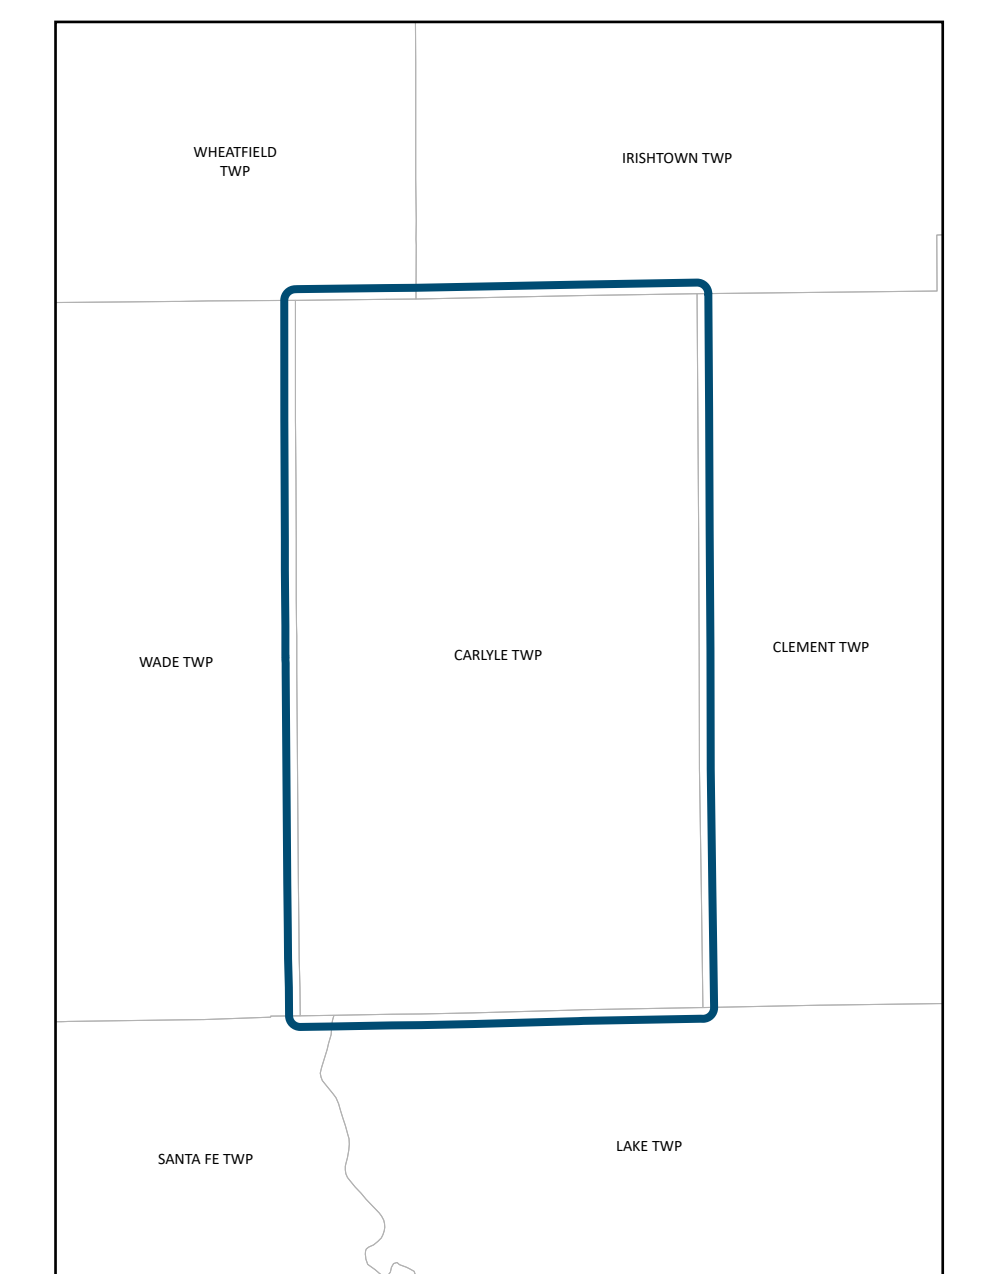 WHEATFIELD
TWP
IRISHTOWN TWP
WADE TWP
CARLYLE TWP
CLEMENT TWP
SANTA FE TWP
LAKE TWP